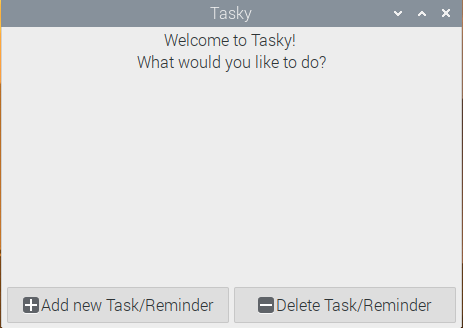 Tasky
Welcome to Tasky!
What would you like to do?
Add new Task/Reminder
Delete Task/Reminder